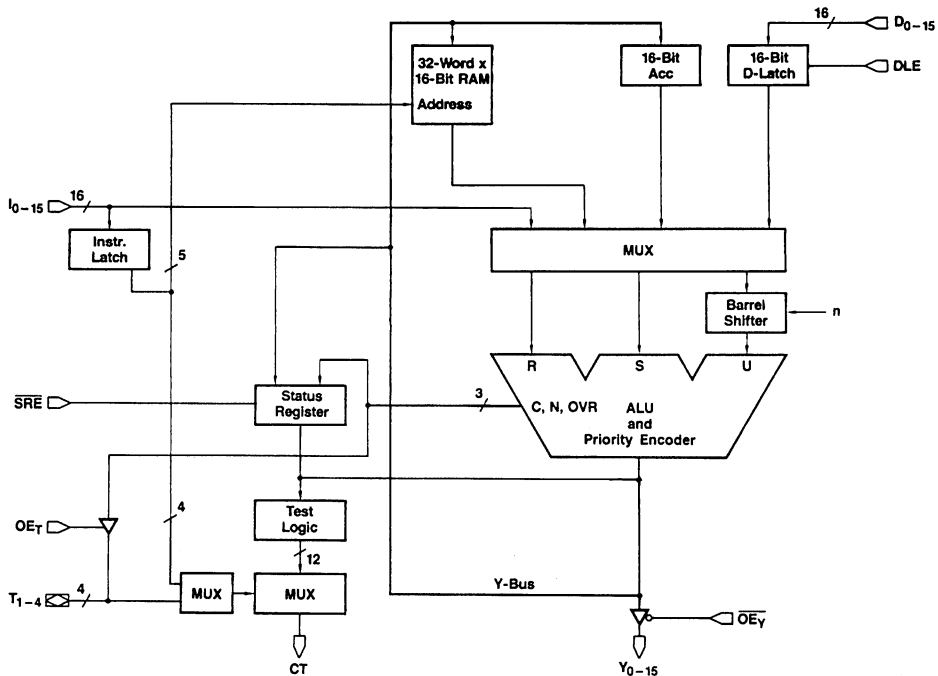 16
D0–15
32-Word x
16-Bit RAM
Address
16-Bit
Acc
16-Bit
D-Latch
DLE
I0–15
16
Instr.
Latch
5
MUX
Barrel
Shifter
n
R
S
U
SRE
Status
Register
3
C, N, OVR
ALU
and
Priority Encoder
4
OET
Test
Logic
12
T1–4
4
MUX
MUX
Y-Bus
OEY
CT
Y0–15